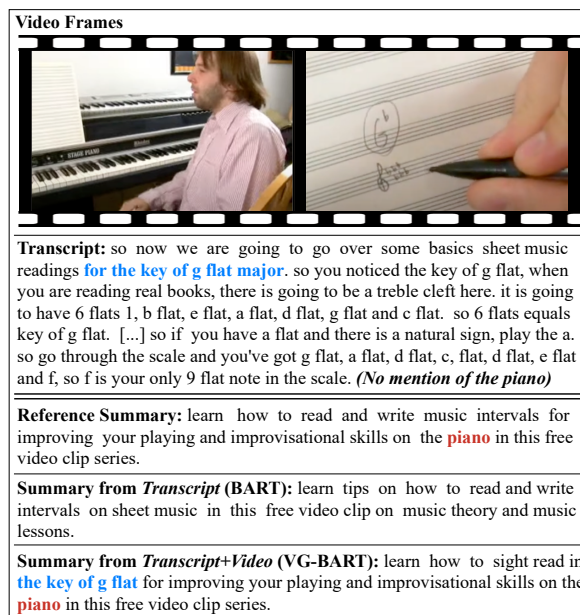 Video Frames
STAGE PIANO
Rhodes
G♭
Transcript: so now we are going to go over some basics sheet music
readings for the key of g flat major. so you noticed the key of g flat, when
you are reading real books, there is going to be a treble cleft here. it is going
to have 6 flats 1, b flat, e flat, a flat, d flat, g flat and c flat. so 6 flats equals
key of g flat. [...] so if you have a flat and there is a natural sign, play the a.
so go through the scale and you've got g flat, a flat, d flat, c, flat, d flat, e flat
and f, so f is your only 9 flat note in the scale. (No mention of the piano)
Reference Summary: learn how to read and write music intervals for
improving your playing and improvisational skills on the piano in this free
video clip series.
Summary from Transcript (BART): learn tips on how to read and write
intervals on sheet music in this free video clip on music theory and music
lessons.
Summary from Transcript+Video (VG-BART): learn how to sight read in
the key of g flat for improving your playing and improvisational skills on the
piano in this free video clip series.